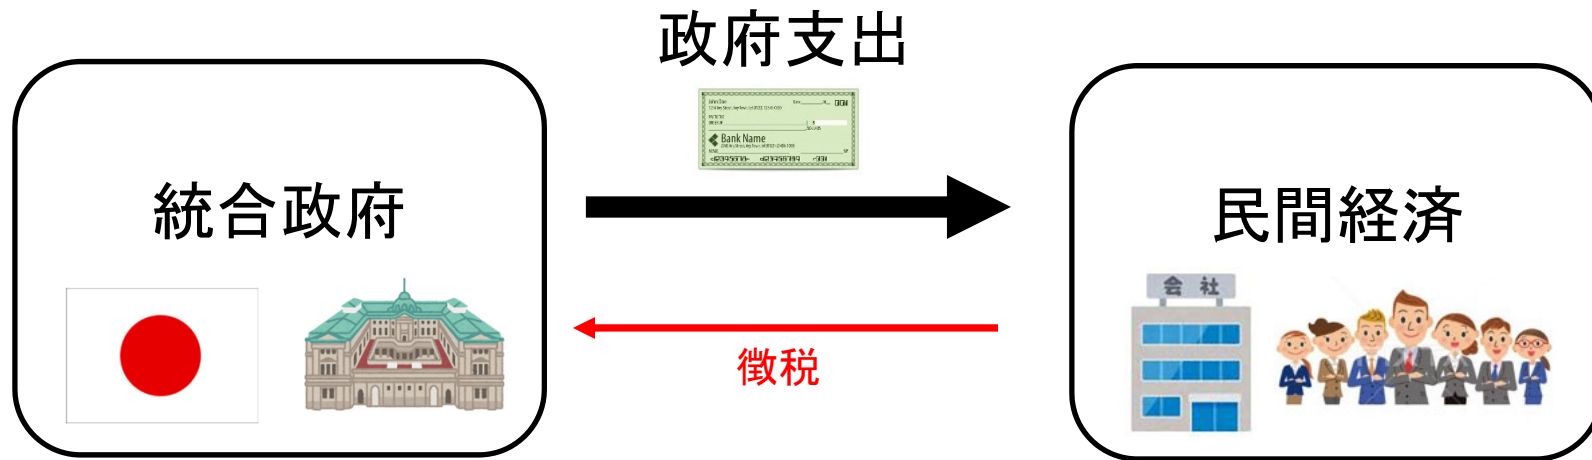 政府支出
Bank Name
統合政府
民間経済
会社
徴税